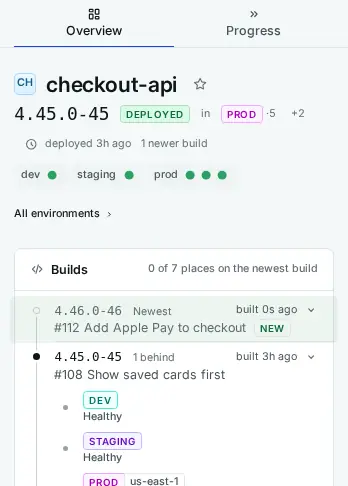 Overview
Progress
CH checkout-api
4.45.0-45 DEPLOYED in PROD ·5 +2
deployed 3h ago 1 newer build
dev staging prod
All environments
Builds 0 of 7 places on the newest build
4.46.0-46 Newest built 0s ago
#112 Add Apple Pay to checkout NEW
4.45.0-45 1 behind built 3h ago
#108 Show saved cards first
DEV
Healthy
STAGING
Healthy
PROD us-east-1